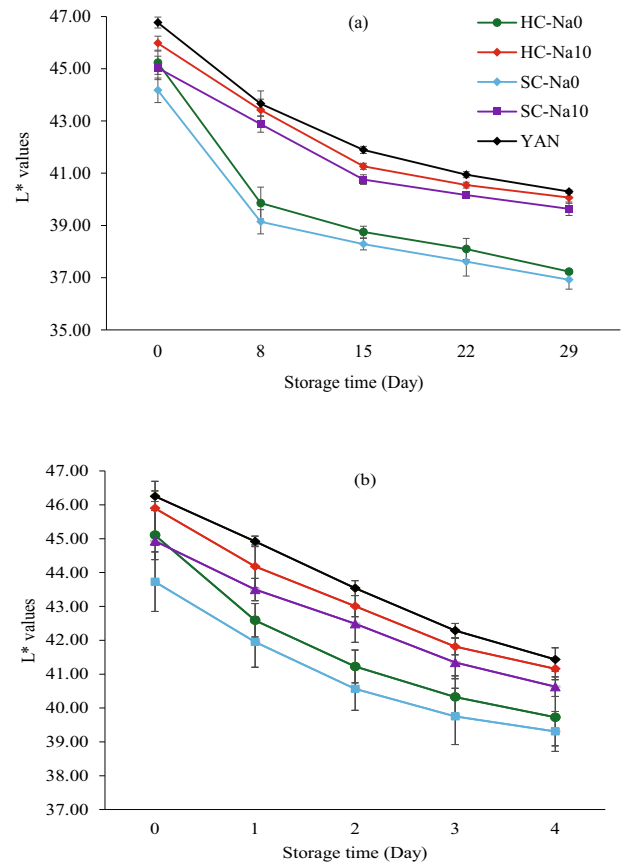 (a)
HC-Na0
HC-Na10
SC-Na0
SC-Na10
YAN
47.00
45.00
43.00
41.00
39.00
37.00
35.00
L* values
0 8 15 22 29
Storage time (Day)
(b)
47.00
46.00
45.00
44.00
43.00
42.00
41.00
40.00
39.00
38.00
37.00
L* values
0 1 2 3 4
Storage time (Day)